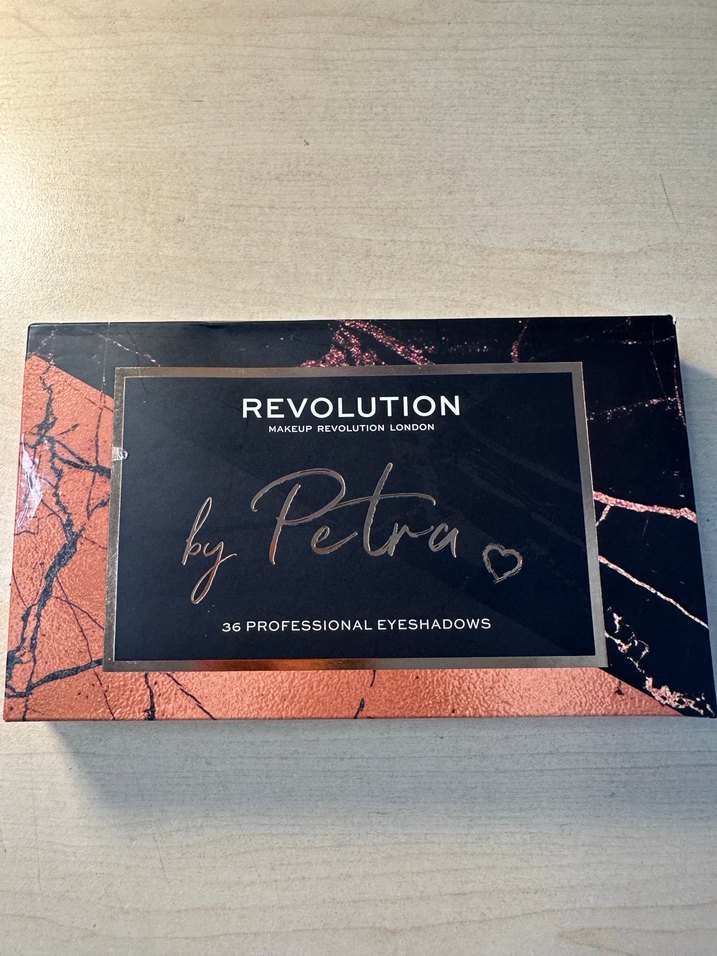 REVOLUTION
MAKEUP REVOLUTION LONDON
by Petra
36 PROFESSIONAL EYESHADOWS